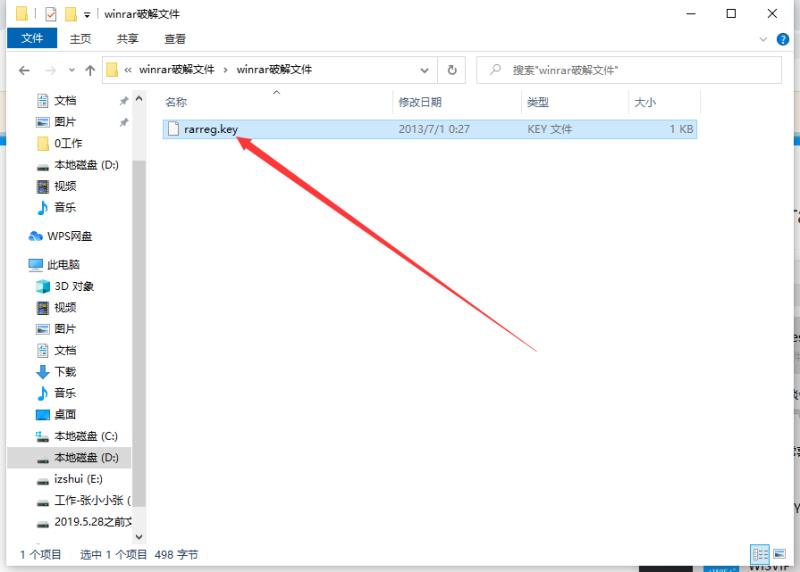 winrar破解文件
文件 主页 共享 查看
« winrar破解文件 › winrar破解文件 搜索"winrar破解文件"
名称 修改日期 类型 大小
rarreg.key 2013/7/1 0:27 KEY 文件 1 KB
文档
图片
0工作
本地磁盘 (D:)
视频
音乐
WPS网盘
此电脑
3D 对象
视频
图片
文档
下载
音乐
桌面
本地磁盘 (C:)
本地磁盘 (D:)
izshui (E:)
工作-张小小张 (
2019.5.28之前文
1 个项目 选中 1 个项目 498 字节